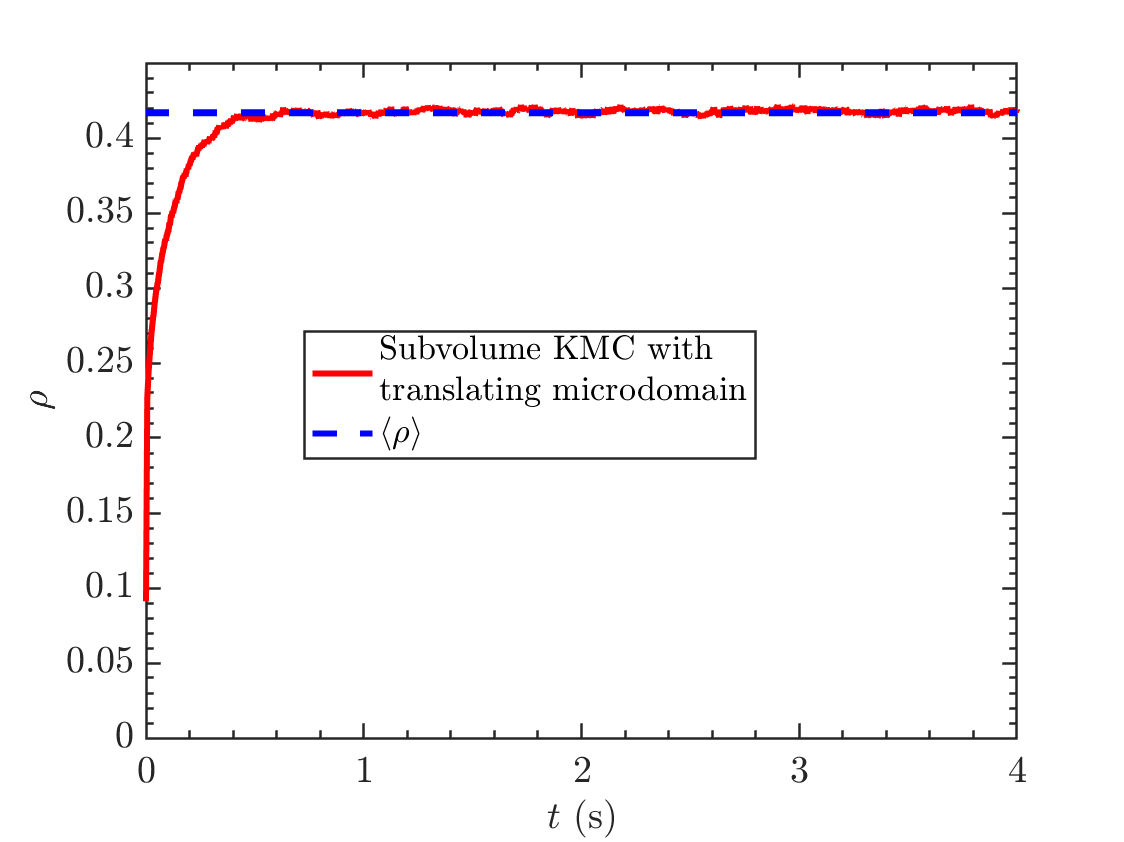 0.4
0.35
0.3
0.25
0.2
0.15
0.1
0.05
0
ρ
Subvolume KMC with
translating microdomain
⟨ρ⟩
0 1 2 3 4
t (s)